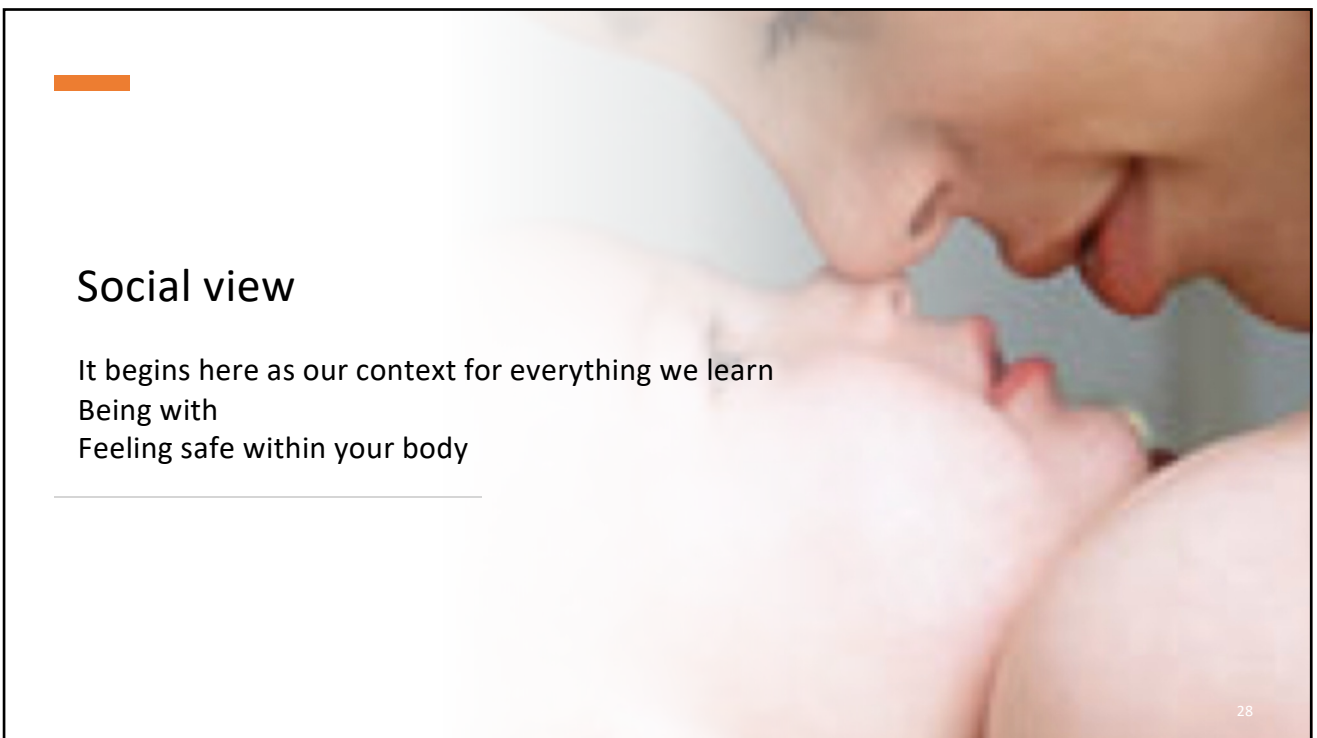 Social view
It begins here as our context for everything we learn
Being with
Feeling safe within your body
28